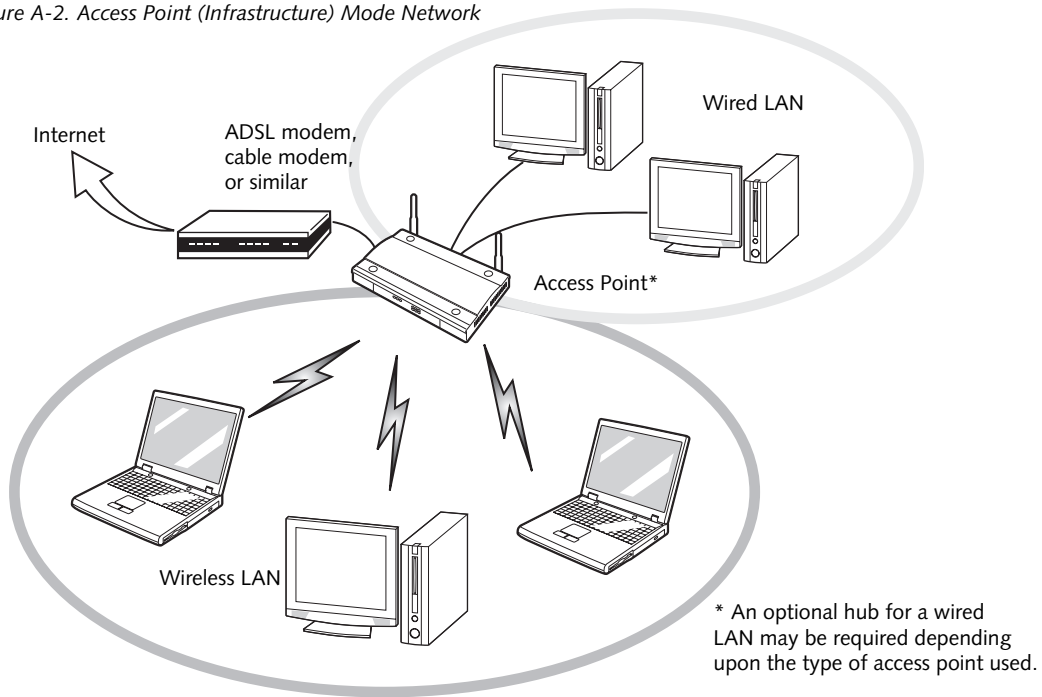 ure A-2. Access Point (Infrastructure) Mode Network
Wired LAN
Internet
ADSL modem,
cable modem,
or similar
Access Point*
Wireless LAN
* An optional hub for a wired
LAN may be required depending
upon the type of access point used.